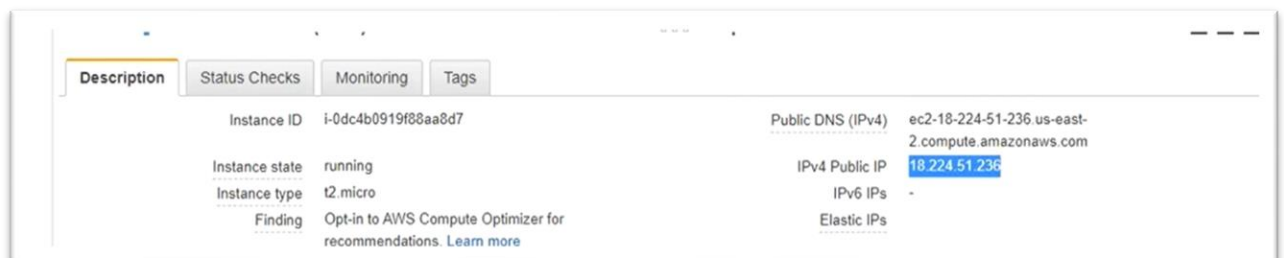 Description Status Checks Monitoring Tags
Instance ID i-0dc4b0919f88aa8d7
Public DNS (IPv4) ec2-18-224-51-236.us-east-
2.compute.amazonaws.com
Instance state running
IPv4 Public IP 18.224.51.236
Instance type t2.micro
IPv6 IPs -
Finding Opt-in to AWS Compute Optimizer for
recommendations. Learn more
Elastic IPs